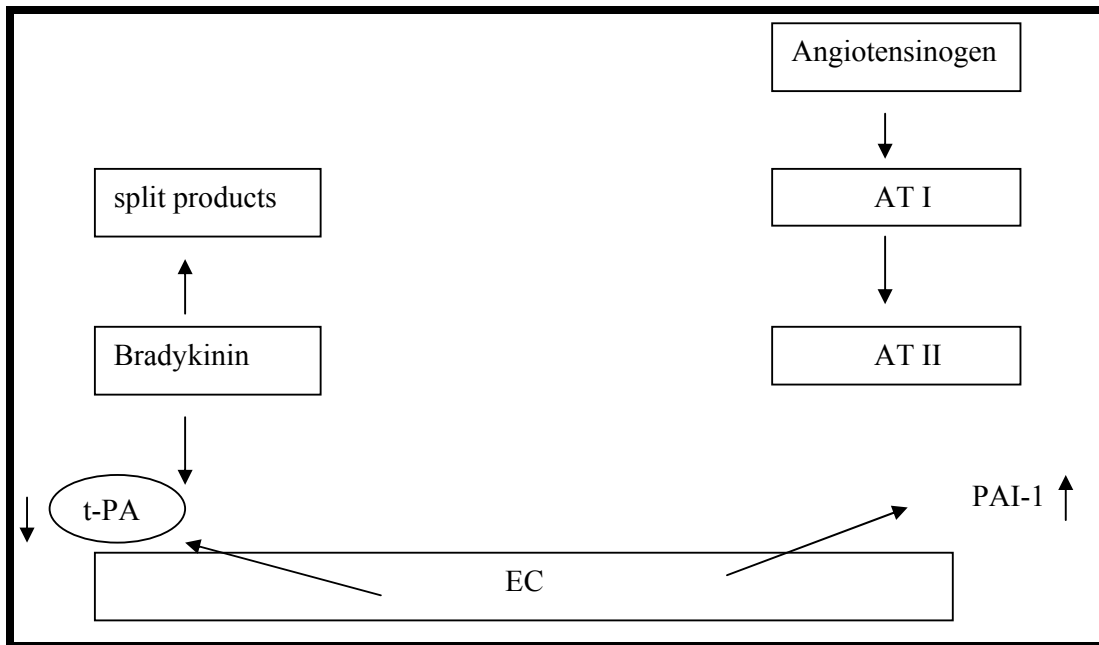 Angiotensinogen
split products
AT I
Bradykinin
AT II
t-PA
PAI-1
EC